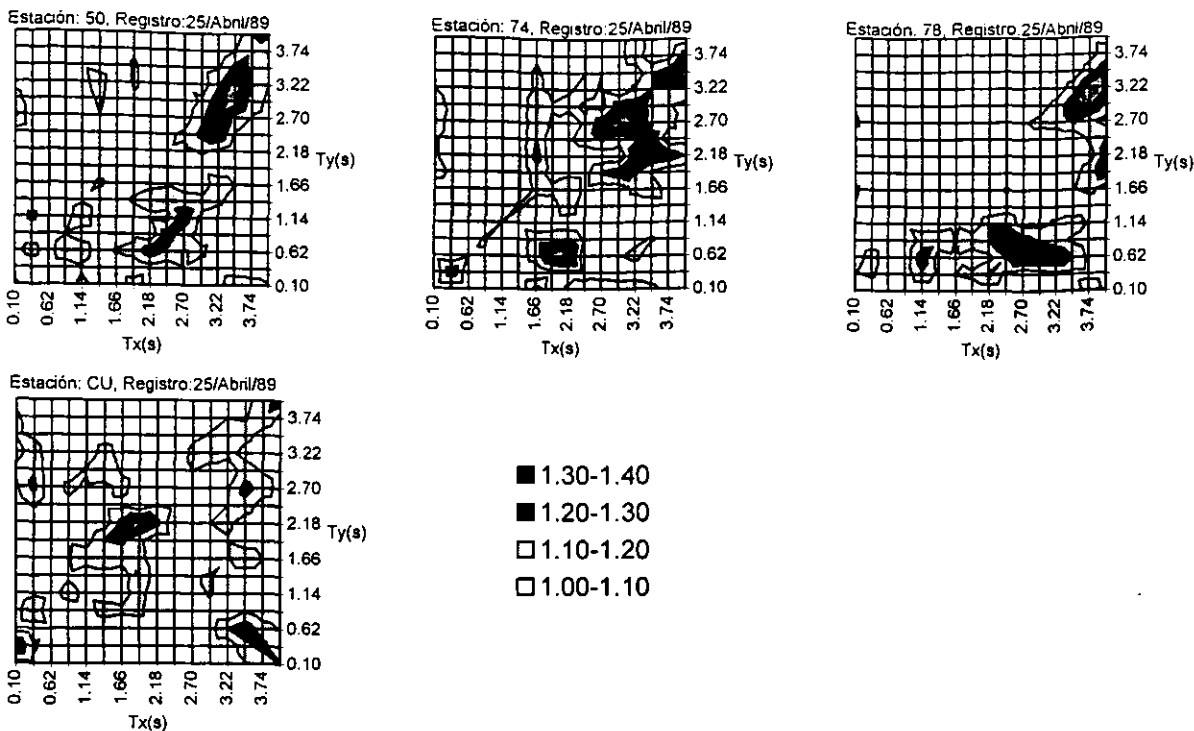 Estación: 50, Registro:25/Abril/89
3.74
3.22
2.70
2.18
1.66
1.14
0.62
0.10
Ty(s)
0.10 0.62 1.14 1.66 2.18 2.70 3.22 3.74
Tx(s)
Estación: 74, Registro:25/Abril/89
3.74
3.22
2.70
2.18
1.66
1.14
0.62
0.10
Ty(s)
0.10 0.62 1.14 1.66 2.18 2.70 3.22 3.74
Tx(s)
Estación. 78, Registro:25/Abril/89
3.74
3.22
2.70
2.18
1.66
1.14
0.62
0.10
Ty(s)
0.10 0.62 1.14 1.66 2.18 2.70 3.22 3.74
Tx(s)
Estación: CU, Registro:25/Abril/89
3.74
3.22
2.70
2.18
1.66
1.14
0.62
0.10
Ty(s)
0.10 0.62 1.14 1.66 2.18 2.70 3.22 3.74
Tx(s)
1.30-1.40
1.20-1.30
1.10-1.20
1.00-1.10